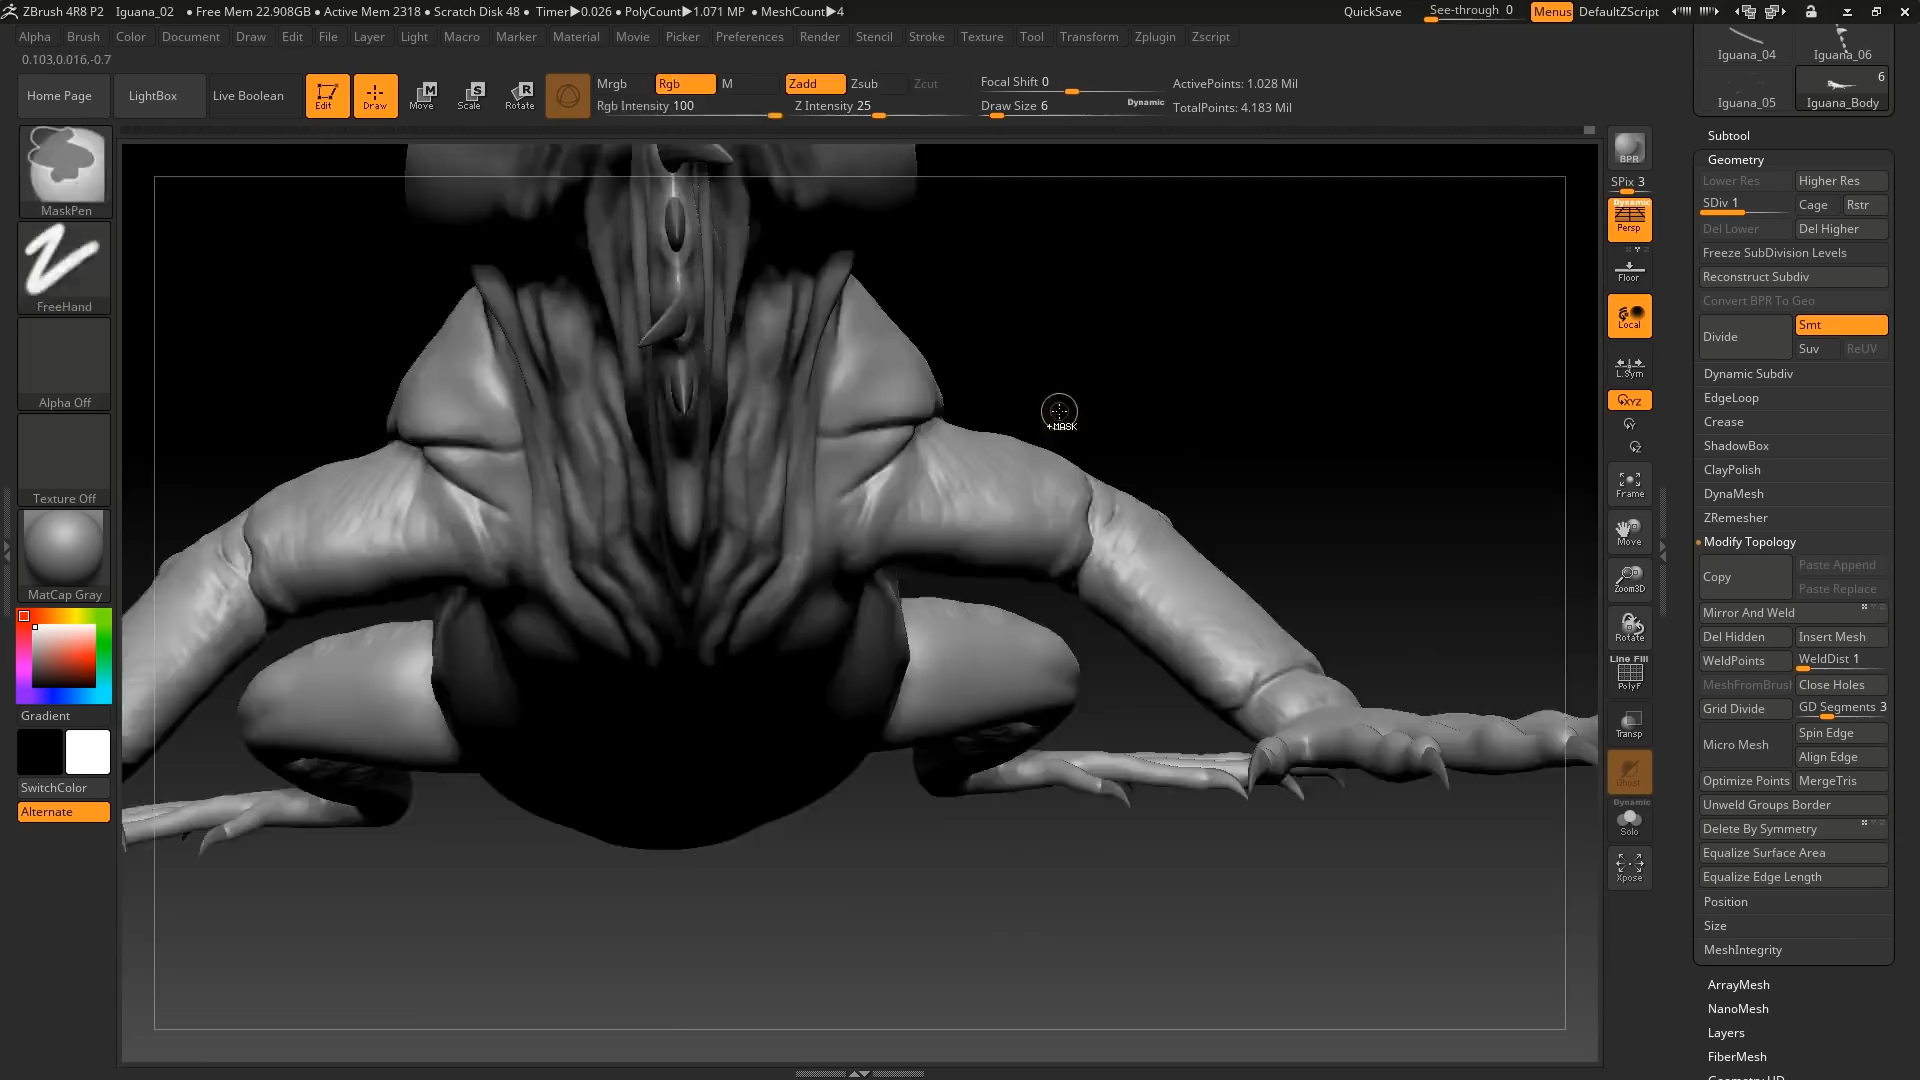 ZBrush 4R8 P2 Iguana_02 • Free Mem 22.908GB • Active Mem 2318 • Scratch Disk 48 • Timer▶0.026 • PolyCount▶1.071 MP • MeshCount▶4 QuickSave See-through 0 Menus DefaultZScript
Alpha Brush Color Document Draw Edit File Layer Light Macro Marker Material Movie Picker Preferences Render Stencil Stroke Texture Tool Transform Zplugin Zscript
0.103,0.016,-0.7
Home Page LightBox Live Boolean Edit Draw Move Scale Rotate
Mrgb Rgb M Zadd Zsub Zcut Focal Shift 0 ActivePoints: 1.028 Mil
Rgb Intensity 100 Z Intensity 25 Draw Size 6 Dynamic TotalPoints: 4.183 Mil
MaskPen
FreeHand
Alpha Off
Texture Off
MatCap Gray
Gradient
SwitchColor
Alternate
+MASK
BPR
SPix 3
Dynamic
Persp
Floor
Local
L.Sym
XYZ
Y
Z
Frame
Move
Zoom3D
Rotate
Line Fill
PolyF
Transp
Ghost
Dynamic
Solo
Xpose
Iguana_04 Iguana_06
6
Iguana_05 Iguana_Body
Subtool
Geometry
Lower Res Higher Res
SDiv 1 Cage Rstr
Del Lower Del Higher
Freeze SubDivision Levels
Reconstruct Subdiv
Convert BPR To Geo
Divide Smt
Suv ReUV
Dynamic Subdiv
EdgeLoop
Crease
ShadowBox
ClayPolish
DynaMesh
ZRemesher
Modify Topology
Copy Paste Append
Paste Replace
Mirror And Weld
Del Hidden Insert Mesh
WeldPoints WeldDist 1
MeshFromBrush Close Holes
Grid Divide GD Segments 3
Micro Mesh Spin Edge
Align Edge
Optimize Points MergeTris
Unweld Groups Border
Delete By Symmetry
Equalize Surface Area
Equalize Edge Length
Position
Size
MeshIntegrity
ArrayMesh
NanoMesh
Layers
FiberMesh